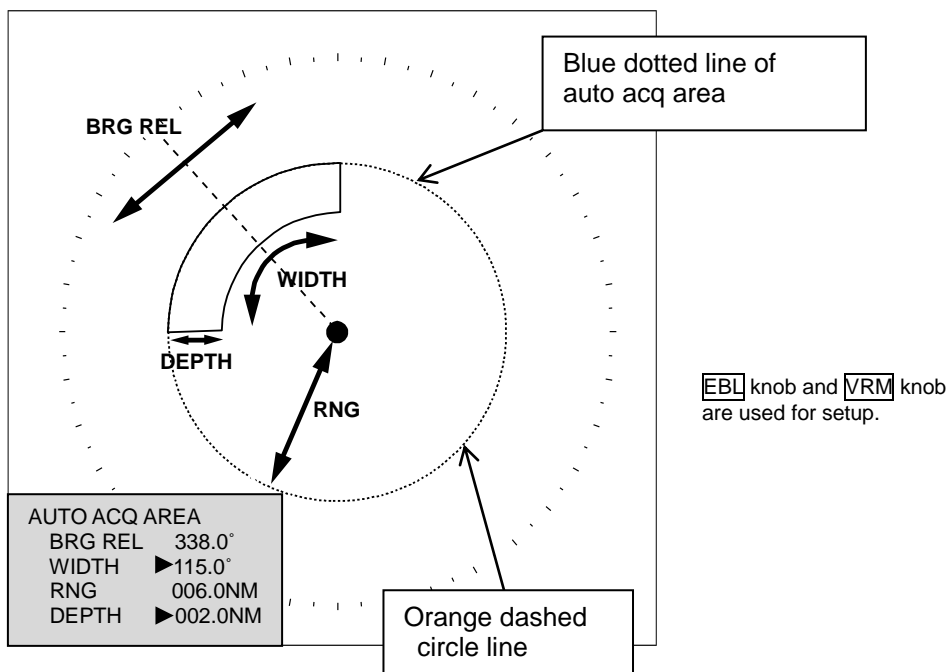 Blue dotted line of
auto acq area
BRG REL
WIDTH
DEPTH
RNG
EBL knob and VRM knob
are used for setup.
AUTO ACQ AREA
BRG REL 338.0°
WIDTH ▶115.0°
RNG 006.0NM
DEPTH ▶002.0NM
Orange dashed
circle line